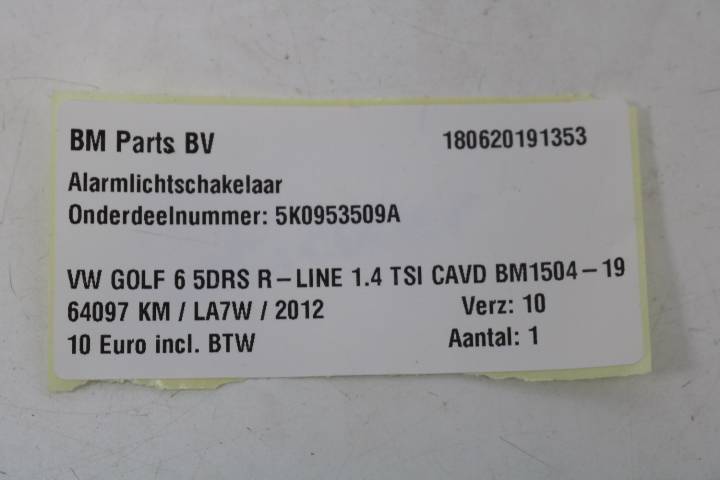 BM Parts BV 180620191353
Alarmlichtschakelaar
Onderdeelnummer: 5K0953509A
VW GOLF 6 5DRS R-LINE 1.4 TSI CAVD BM1504-19
64097 KM / LA7W / 2012 Verz: 10
10 Euro incl. BTW Aantal: 1